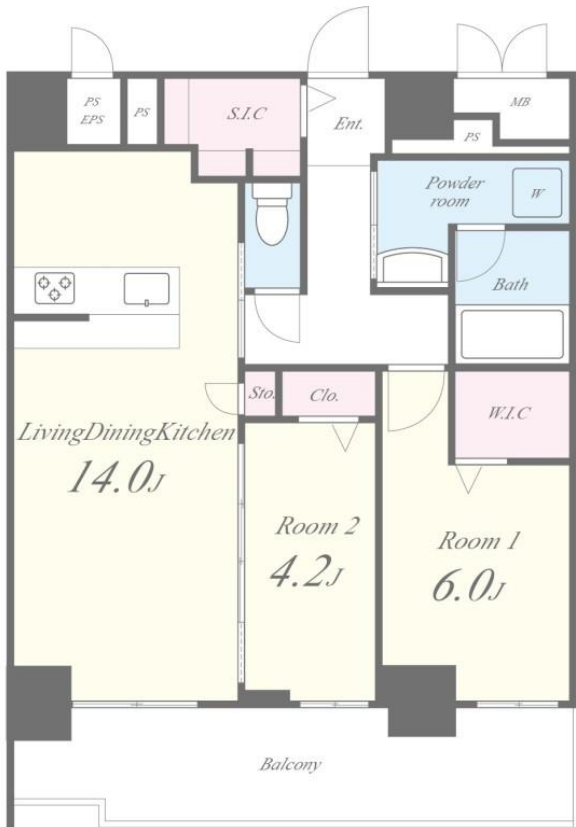 PS
EPS
PS
S.I.C
Ent.
MB
PS
Powder
room
W
Bath
Sto.
Clo.
W.I.C
LivingDiningKitchen
14.0J
Room 2
4.2J
Room 1
6.0J
Balcony